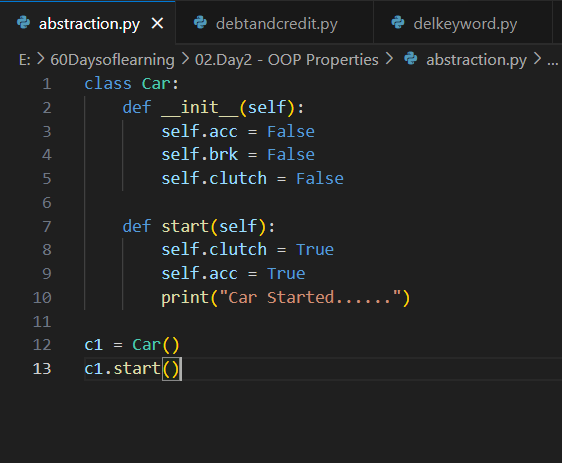 abstraction.py × debtandcredit.py delkeyword.py
E: > 60Daysoflearning > 02.Day2 - OOP Properties > abstraction.py > ...
1 class Car:
2     def __init__(self):
3         self.acc = False
4         self.brk = False
5         self.clutch = False
6
7     def start(self):
8         self.clutch = True
9         self.acc = True
10         print("Car Started......")
11
12 c1 = Car()
13 c1.start()